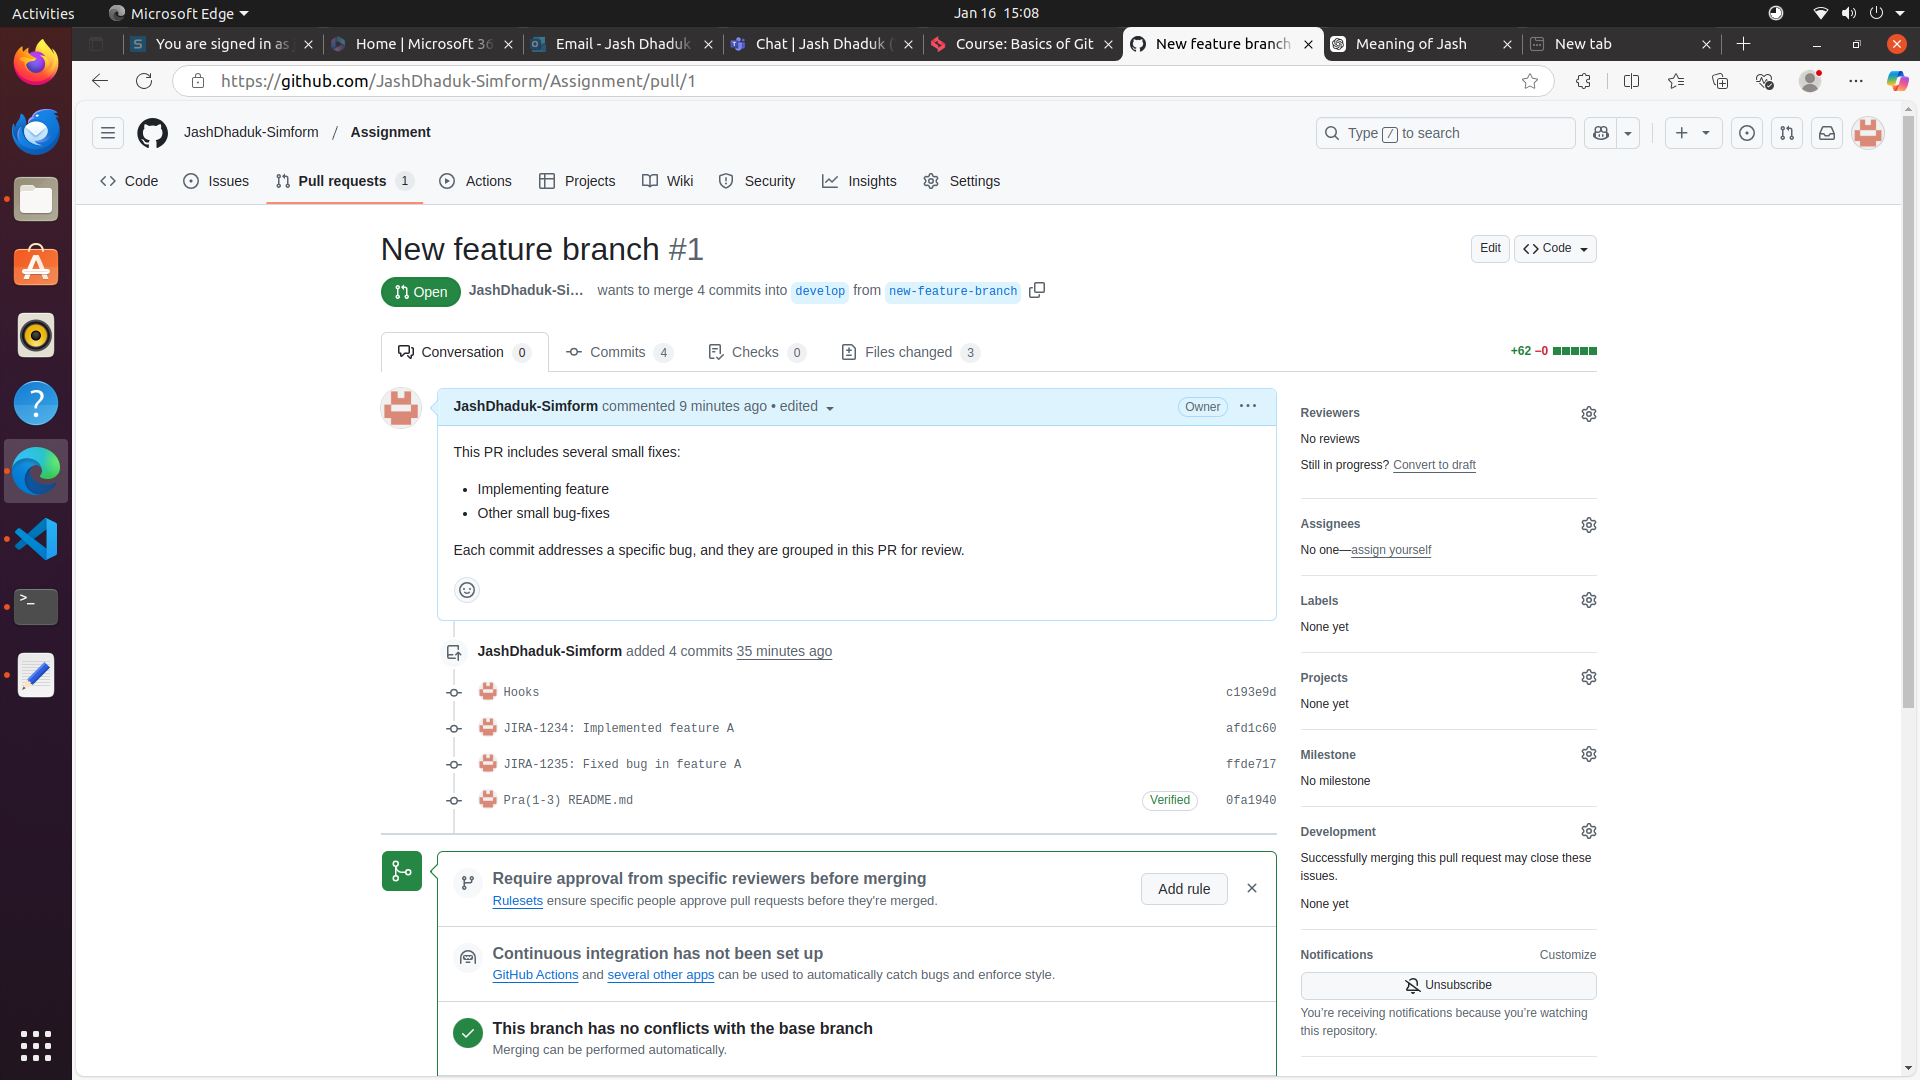 Activities
Microsoft Edge
Jan 16 15:08
You are signed in as
Home | Microsoft 36
Email - Jash Dhaduk
Chat | Jash Dhaduk (
Course: Basics of Git
New feature branch
Meaning of Jash
New tab
https://github.com/JashDhaduk-Simform/Assignment/pull/1
JashDhaduk-Simform / Assignment
Type / to search
Code
Issues
Pull requests 1
Actions
Projects
Wiki
Security
Insights
Settings
New feature branch #1
Edit
Code
Open
JashDhaduk-Si... wants to merge 4 commits into develop from new-feature-branch
Conversation 0
Commits 4
Checks 0
Files changed 3
+62 −0
JashDhaduk-Simform commented 9 minutes ago • edited
Owner
This PR includes several small fixes:
• Implementing feature
• Other small bug-fixes
Each commit addresses a specific bug, and they are grouped in this PR for review.
JashDhaduk-Simform added 4 commits 35 minutes ago
Hooks c193e9d
JIRA-1234: Implemented feature A afd1c60
JIRA-1235: Fixed bug in feature A ffde717
Pra(1-3) README.md Verified 0fa1940
Require approval from specific reviewers before merging
Rulesets ensure specific people approve pull requests before they're merged.
Add rule
Continuous integration has not been set up
GitHub Actions and several other apps can be used to automatically catch bugs and enforce style.
This branch has no conflicts with the base branch
Merging can be performed automatically.
Reviewers
No reviews
Still in progress? Convert to draft
Assignees
No one—assign yourself
Labels
None yet
Projects
None yet
Milestone
No milestone
Development
Successfully merging this pull request may close these
issues.
None yet
Notifications
Customize
Unsubscribe
You're receiving notifications because you're watching
this repository.